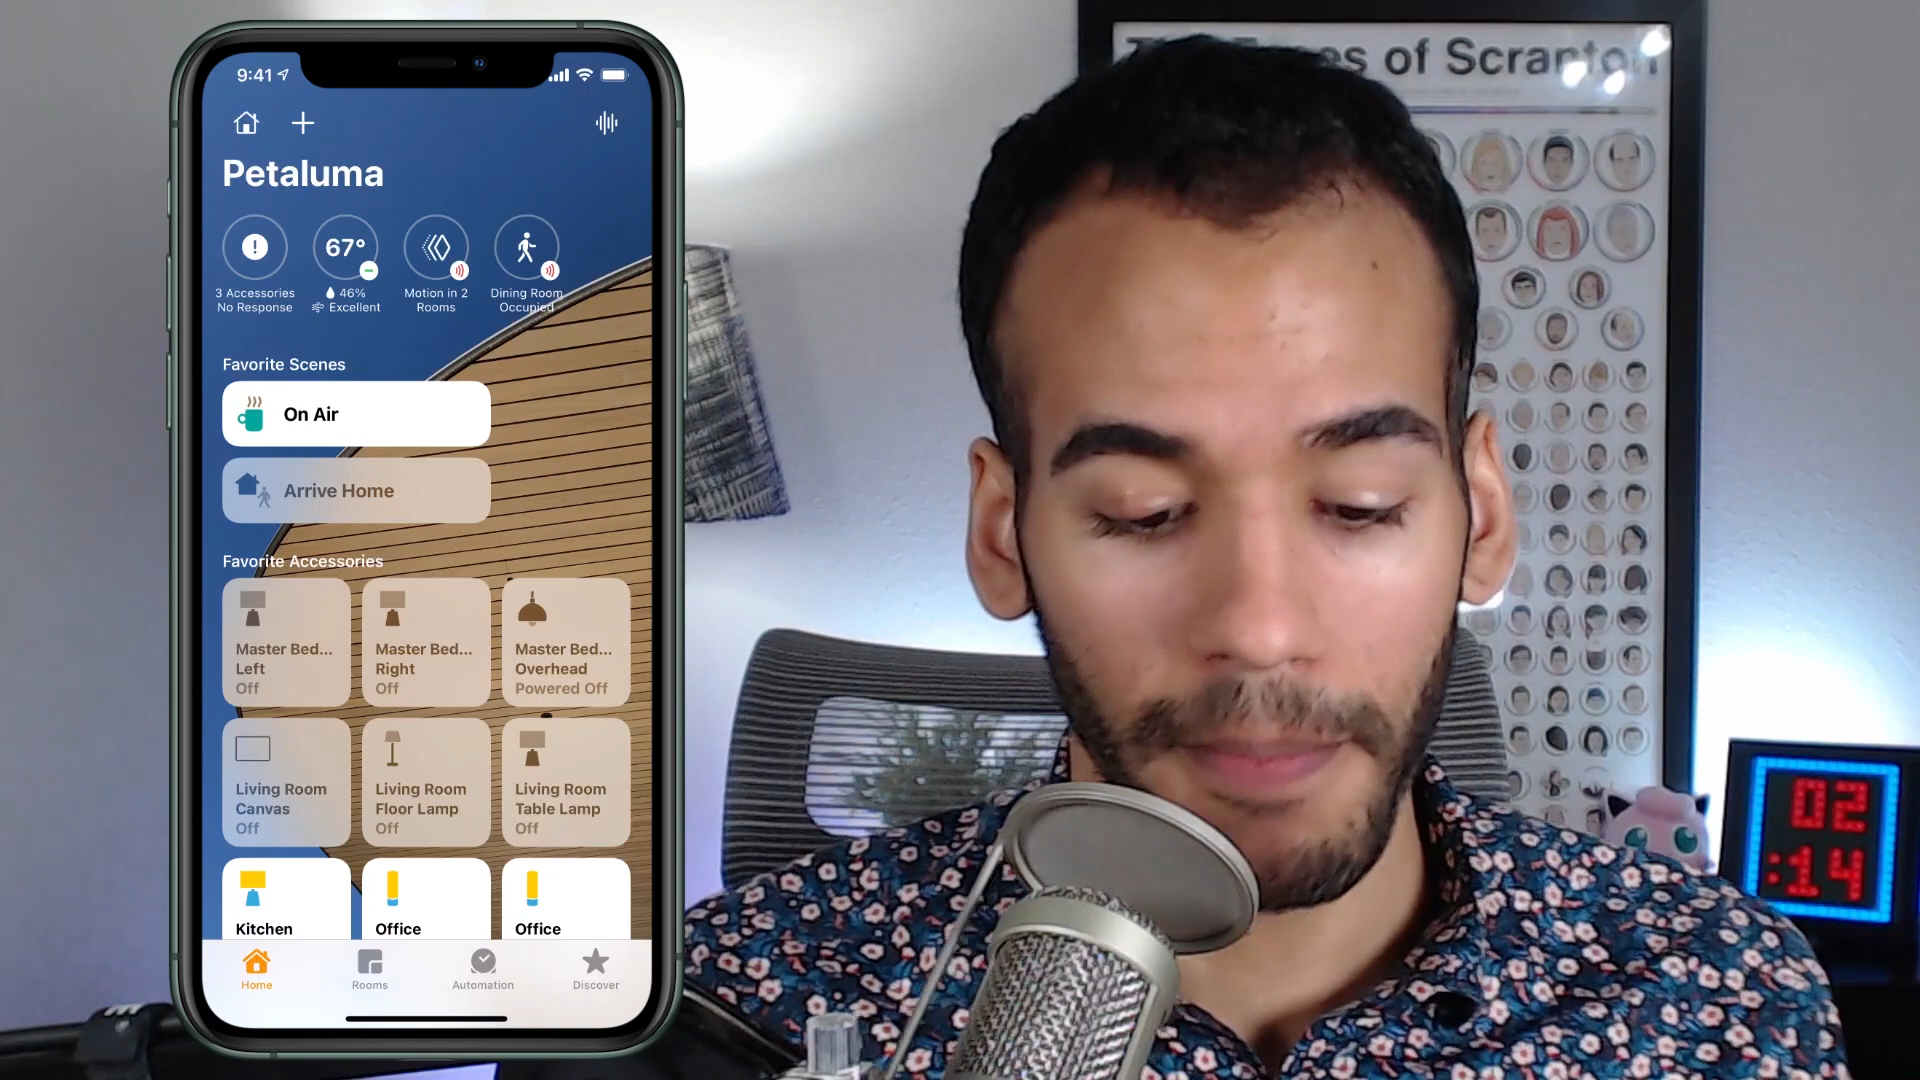 9:41
Petaluma
67°
3 Accessories
No Response
46%
Excellent
Motion in 2
Rooms
Dining Room
Occupied
Favorite Scenes
On Air
Arrive Home
Favorite Accessories
Master Bed...
Left
Off
Master Bed...
Right
Off
Master Bed...
Overhead
Powered Off
Living Room
Canvas
Off
Living Room
Floor Lamp
Off
Living Room
Table Lamp
Off
Kitchen
Office
Office
Home
Rooms
Automation
Discover
of Scranton
02
:14